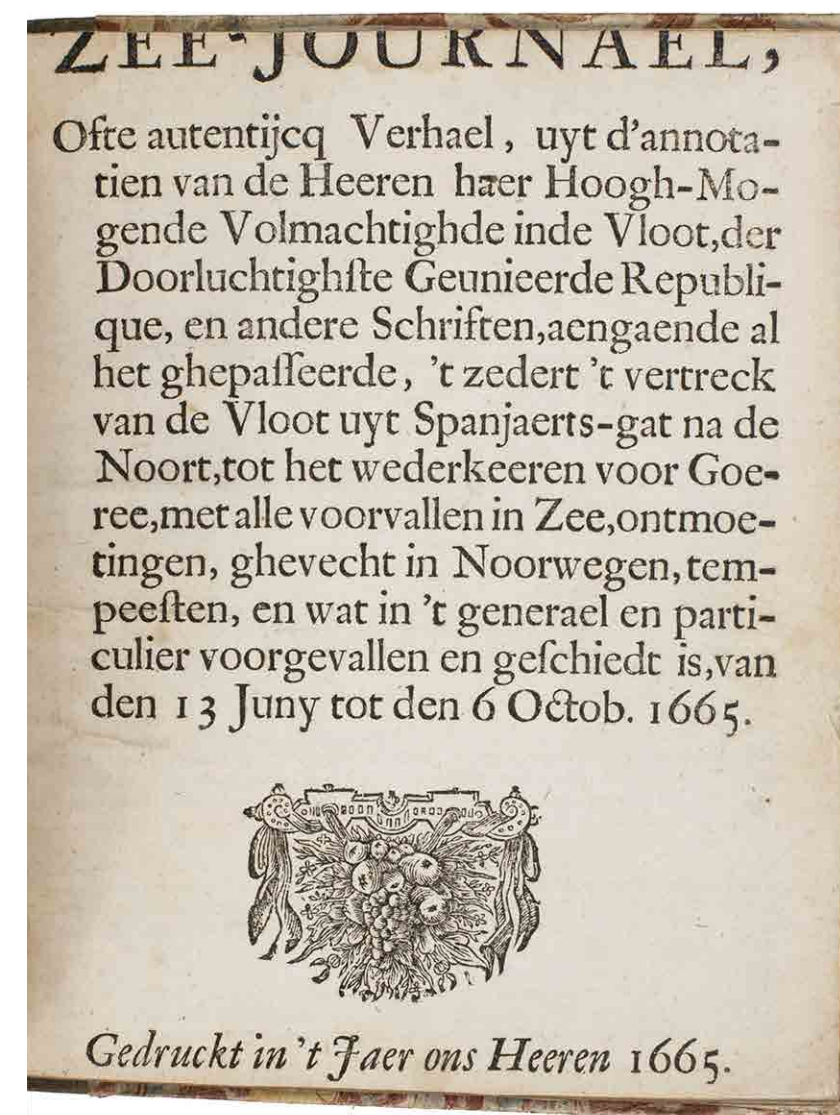 ZEE-JOURNAEL,
Ofte autentijcq Verhael, uyt d'annota-
tien van de Heeren haer Hoogh-Mo-
gende Volmachtighde inde Vloot,der
Doorluchtighſte Geunieerde Republi-
que, en andere Schriften,aengaende al
het ghepaſſeerde, 't zedert 't vertreck
van de Vloot uyt Spanjaerts-gat na de
Noort,tot het wederkeeren voor Goe-
ree,met alle voorvallen in Zee,ontmoe-
tingen, ghevecht in Noorwegen, tem-
peeſten, en wat in 't generael en parti-
culier voorgevallen en geſchiedt is,van
den 13 Juny tot den 6 Octob. 1665.
Gedruckt in 't Jaer ons Heeren 1665.